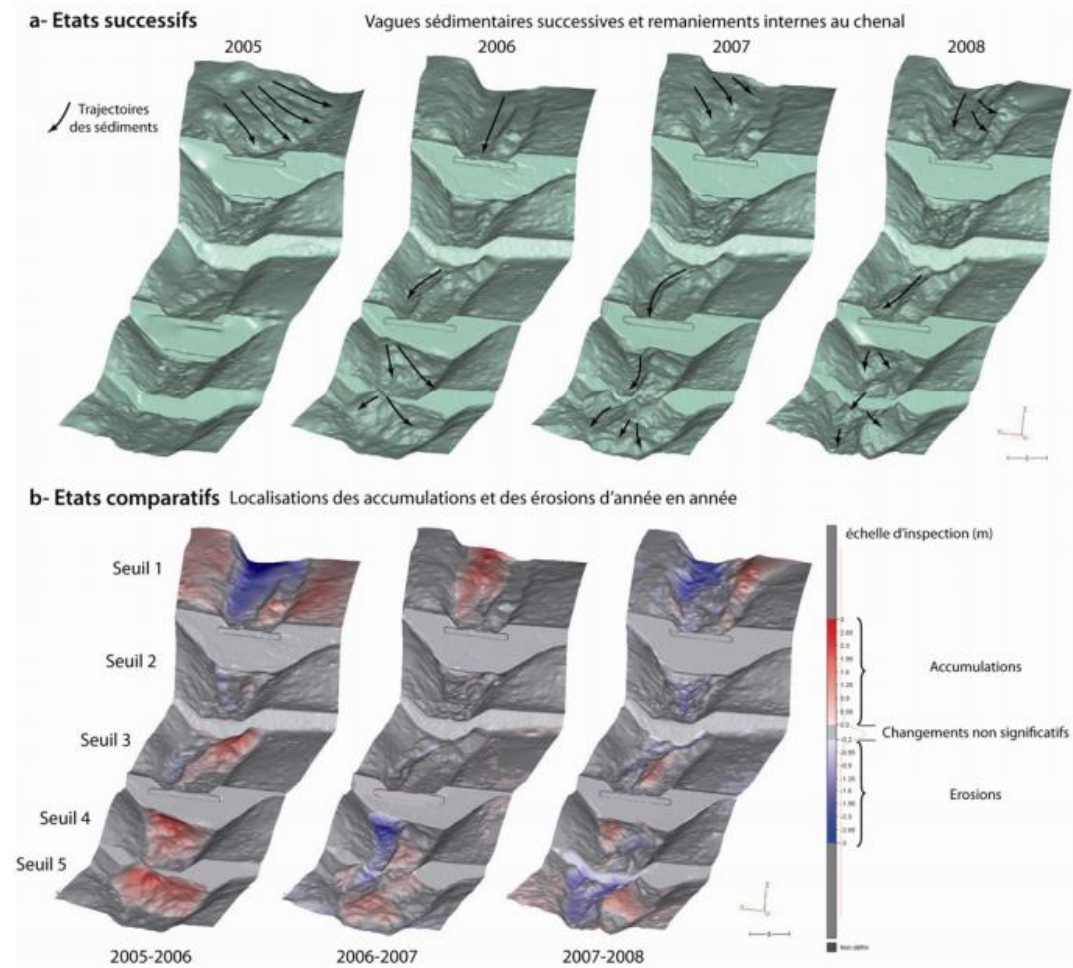 a- Etats successifs
Vagues sédimentaires successives et remaniements internes au chenal
2005
2006
2007
2008
Trajectoires
des sédiments
b- Etats comparatifs
Localisations des accumulations et des érosions d'année en année
échelle d'inspection (m)
Seuil 1
Seuil 2
Seuil 3
Seuil 4
Seuil 5
Accumulations
Changements non significatifs
Erosions
2005-2006
2006-2007
2007-2008